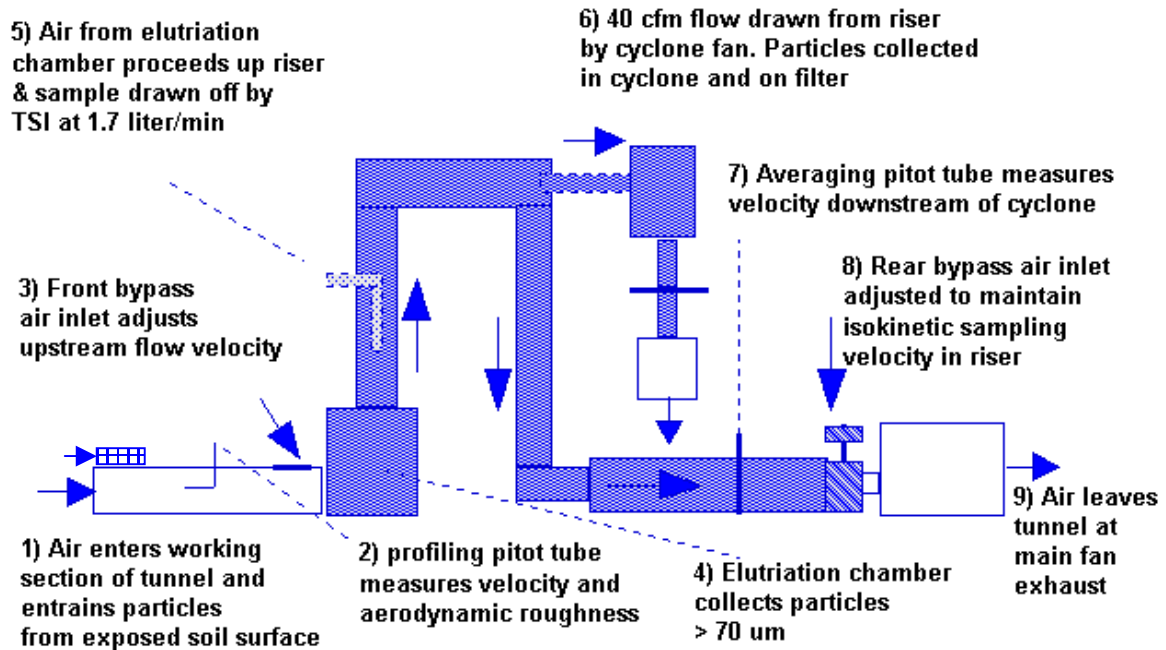 5) Air from elutriation
chamber proceeds up riser
& sample drawn off by
TSI at 1.7 liter/min
6) 40 cfm flow drawn from riser
by cyclone fan. Particles collected
in cyclone and on filter
7) Averaging pitot tube measures
velocity downstream of cyclone
3) Front bypass
air inlet adjusts
upstream flow velocity
8) Rear bypass air inlet
adjusted to maintain
isokinetic sampling
velocity in riser
1) Air enters working
section of tunnel and
entrains particles
from exposed soil surface
2) profiling pitot tube
measures velocity and
aerodynamic roughness
4) Elutriation chamber
collects particles
> 70 um
9) Air leaves
tunnel at
main fan
exhaust